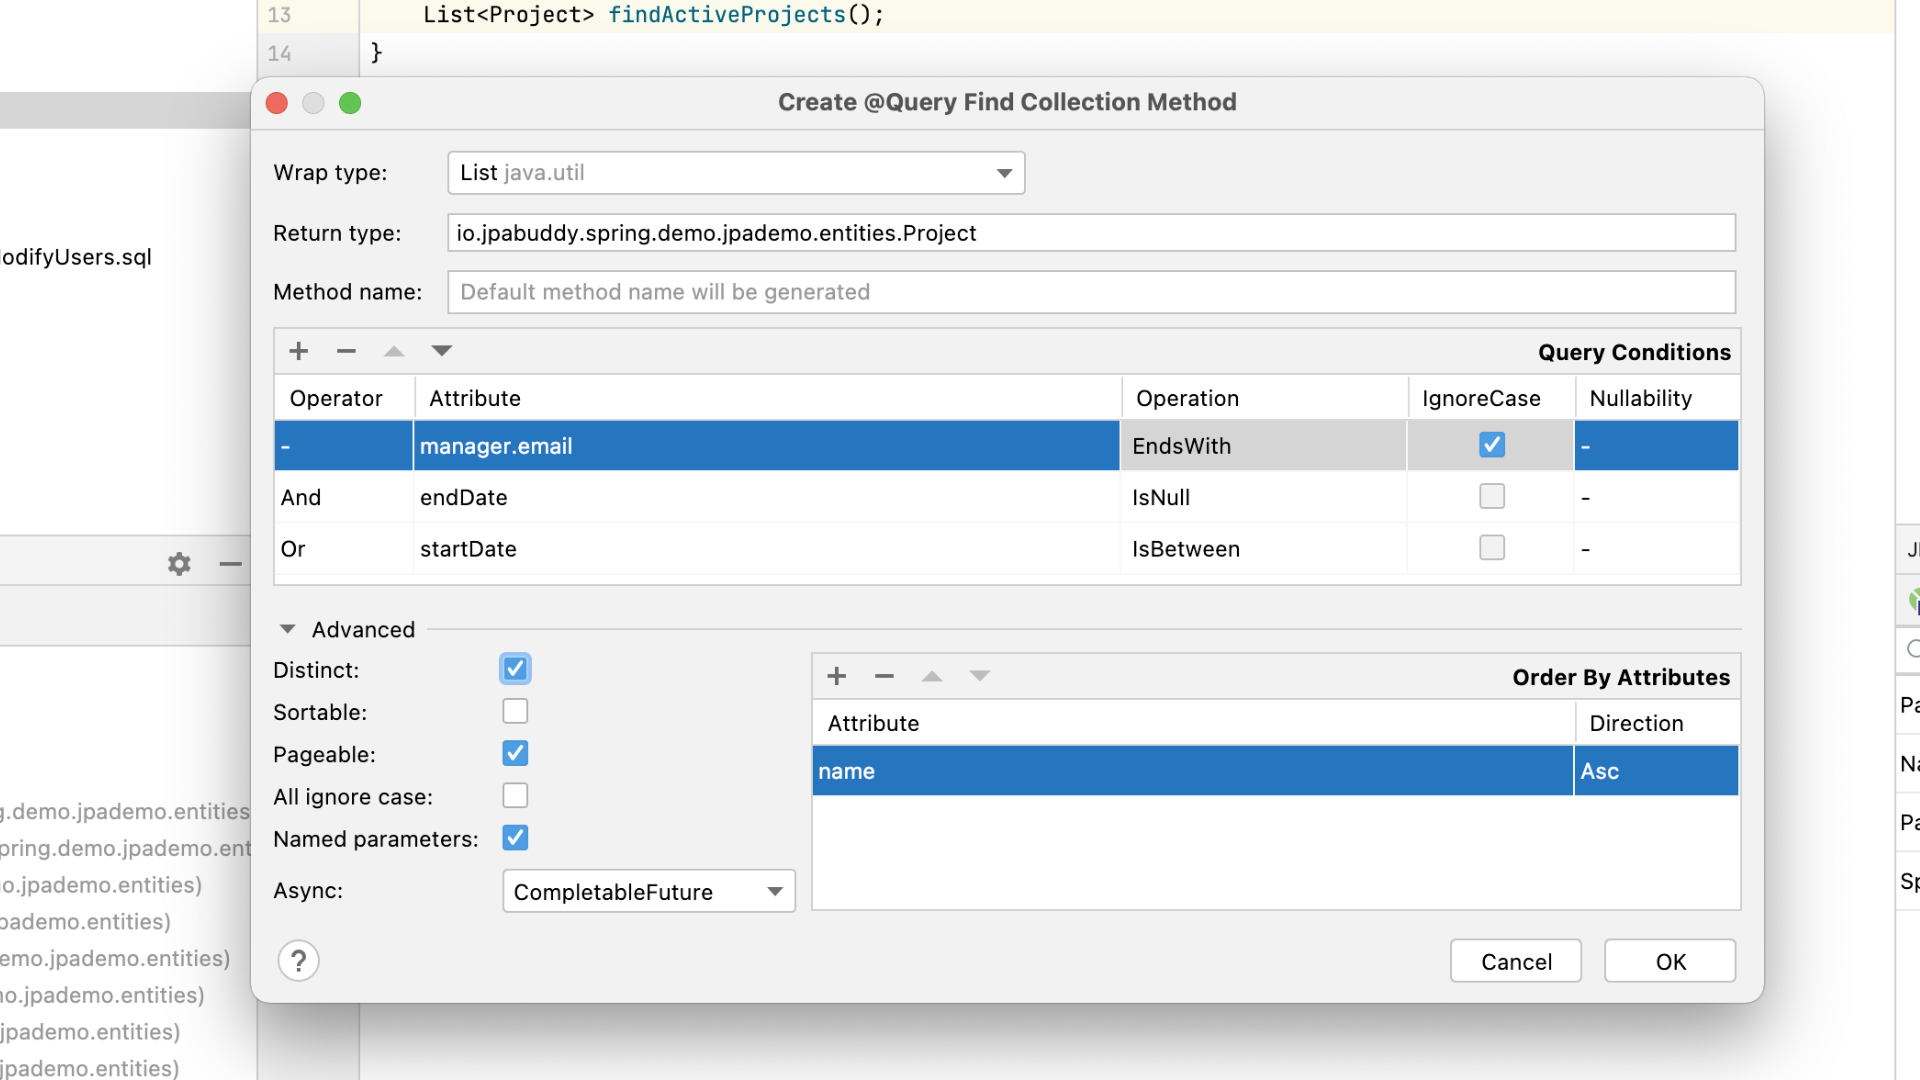 13 List<Project> findActiveProjects();
14 }
Create @Query Find Collection Method
Wrap type: List java.util
Return type: io.jpabuddy.spring.demo.jpademo.entities.Project
Method name: Default method name will be generated
odifyUsers.sql
Query Conditions
Operator Attribute Operation IgnoreCase Nullability
- manager.email EndsWith -
And endDate IsNull -
Or startDate IsBetween -
Advanced
Distinct:
Sortable:
Pageable:
All ignore case:
Named parameters:
Async: CompletableFuture
Order By Attributes
Attribute Direction
name Asc
? Cancel OK
g.demo.jpademo.entities
pring.demo.jpademo.ent
o.jpademo.entities)
pademo.entities)
emo.jpademo.entities)
no.jpademo.entities)
jpademo.entities)
jpademo.entities)
Pa
Na
Pa
Sp